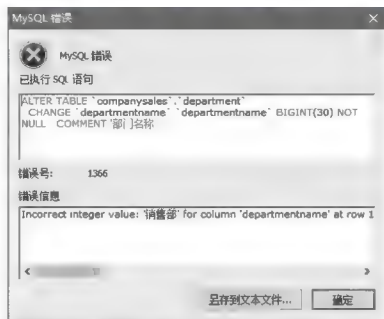 MySQL 错误
MySQL 错误
已执行 SQL 语句
ALTER TABLE `companysales`.`department`
CHANGE `departmentname` `departmentname` BIGINT(30) NOT
NULL COMMENT '部门名称
错误号: 1366
错误信息
Incorrect integer value: '销售部' for column 'departmentname' at row 1
另存到文本文件... 确定